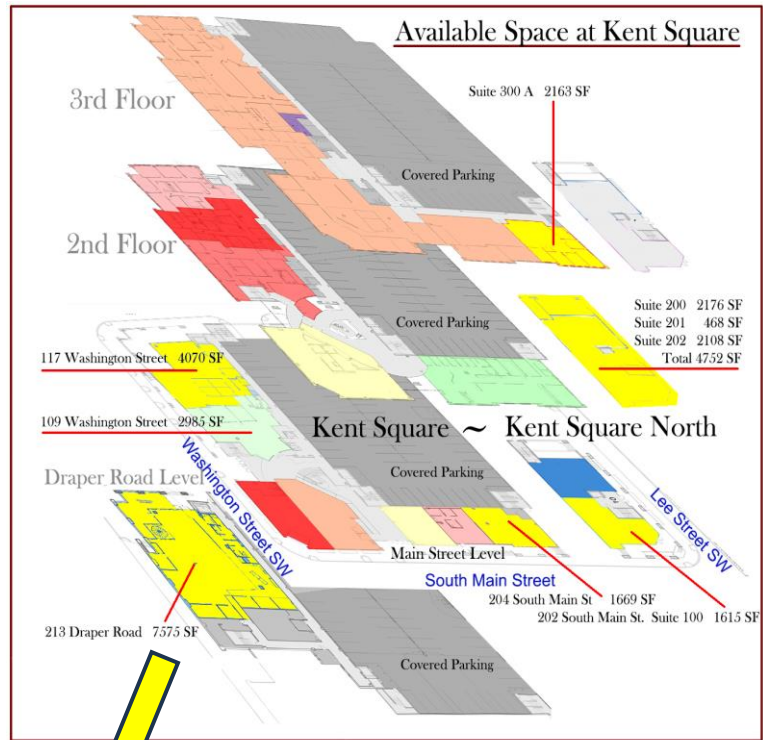 Available Space at Kent Square
3rd Floor
Suite 300 A 2163 SF
Covered Parking
2nd Floor
Suite 200 2176 SF
Suite 201 468 SF
Suite 202 2108 SF
Total 4752 SF
Covered Parking
117 Washington Street 4070 SF
109 Washington Street 2985 SF
Kent Square ~ Kent Square North
Washington Street SW
Covered Parking
Lee Street SW
Draper Road Level
Main Street Level
South Main Street
204 South Main St 1669 SF
202 South Main St. Suite 100 1615 SF
213 Draper Road 7575 SF
Covered Parking